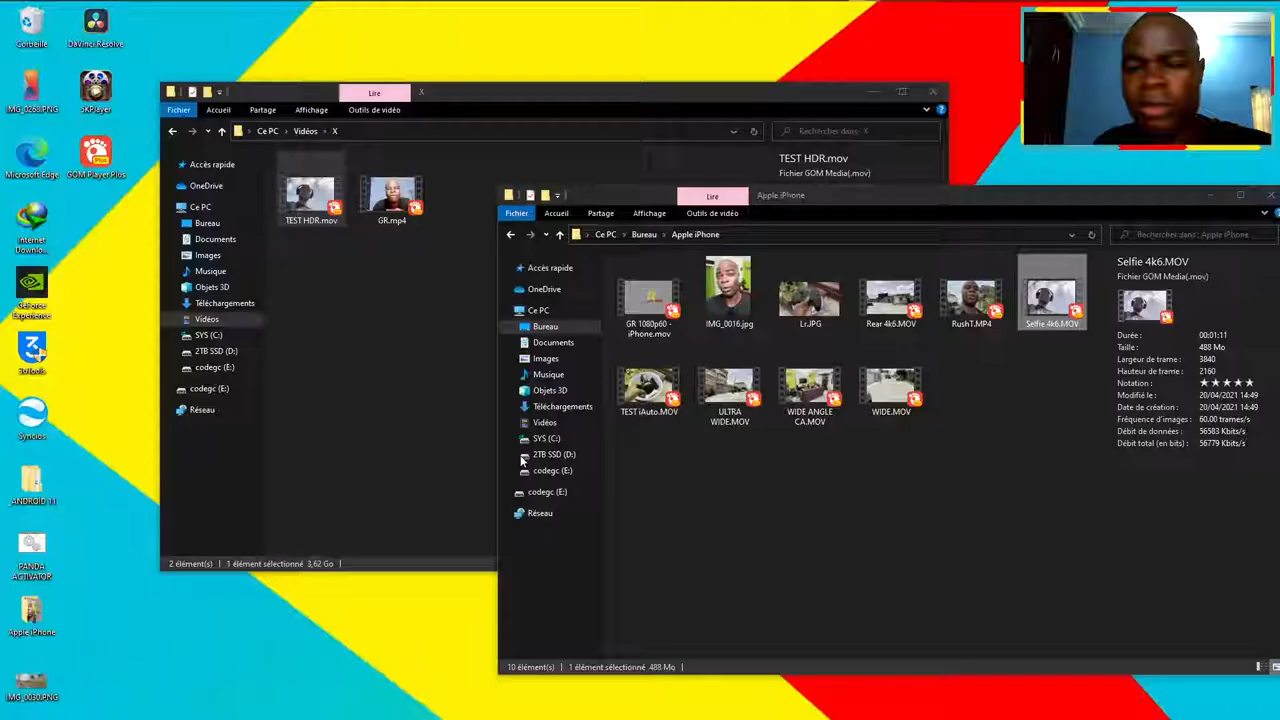 Corbeille
DaVinci Resolve
IMG_0268.PNG
5KPlayer
Microsoft Edge
GOM Player Plus
Internet
Downlo...
GeForce
Experience
3uTools
Syncios
_ANDROID 11
PANDA
ACTIVATOR
Apple iPhone
IMG_0030.PNG
Lire
X
Fichier
Accueil
Partage
Affichage
Outils de vidéo
Ce PC > Vidéos > X
Rechercher dans : X
Accès rapide
OneDrive
Ce PC
Bureau
Documents
Images
Musique
Objets 3D
Téléchargements
Vidéos
SYS (C:)
2TB SSD (D:)
codegc (E:)
codegc (E:)
Réseau
TEST HDR.mov
GR.mp4
TEST HDR.mov
Fichier GOM Media(.mov)
2 élément(s)
1 élément sélectionné 3,62 Go
Lire
Apple iPhone
Fichier
Accueil
Partage
Affichage
Outils de vidéo
Ce PC > Bureau > Apple iPhone
Rechercher dans : Apple iPhone
Accès rapide
OneDrive
Ce PC
Bureau
Documents
Images
Musique
Objets 3D
Téléchargements
Vidéos
SYS (C:)
2TB SSD (D:)
codegc (E:)
codegc (E:)
Réseau
GR 1080p60 -
iPhone.mov
IMG_0016.jpg
Lr.JPG
Rear 4k6.MOV
RushT.MP4
Selfie 4k6.MOV
TEST iAuto.MOV
ULTRA
WIDE.MOV
WIDE ANGLE
CA.MOV
WIDE.MOV
Selfie 4k6.MOV
Fichier GOM Media(.MOV)
Durée : 00:01:11
Taille : 488 Mo
Largeur de trame : 3840
Hauteur de trame : 2160
Notation : ★★★★★
Modifié le : 20/04/2021 14:49
Date de création : 20/04/2021 14:49
Fréquence d'images : 60.00 trames/s
Débit de données : 56583 Kbits/s
Débit total (en bits) : 56779 Kbits/s
10 élément(s)
1 élément sélectionné 488 Mo